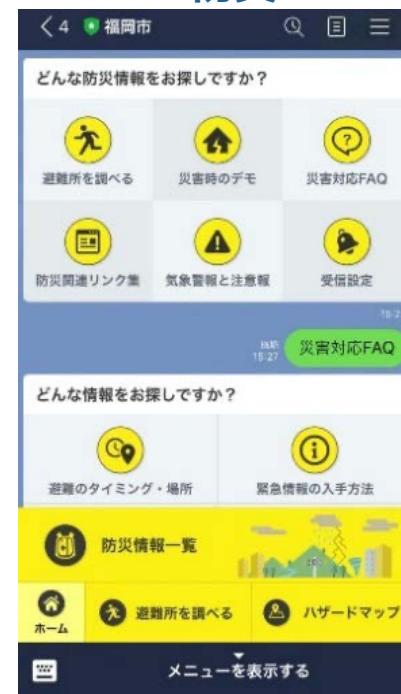 4 福岡市
どんな防災情報をお探しですか?
避難所を調べる 災害時のデモ 災害対応FAQ
防災関連リンク集 気象警報と注意報 受信設定
既読
15:27 災害対応FAQ
どんな情報をお探しですか?
避難のタイミング・場所 緊急情報の入手方法
防災情報一覧
ホーム 避難所を調べる ハザードマップ
メニューを表示する